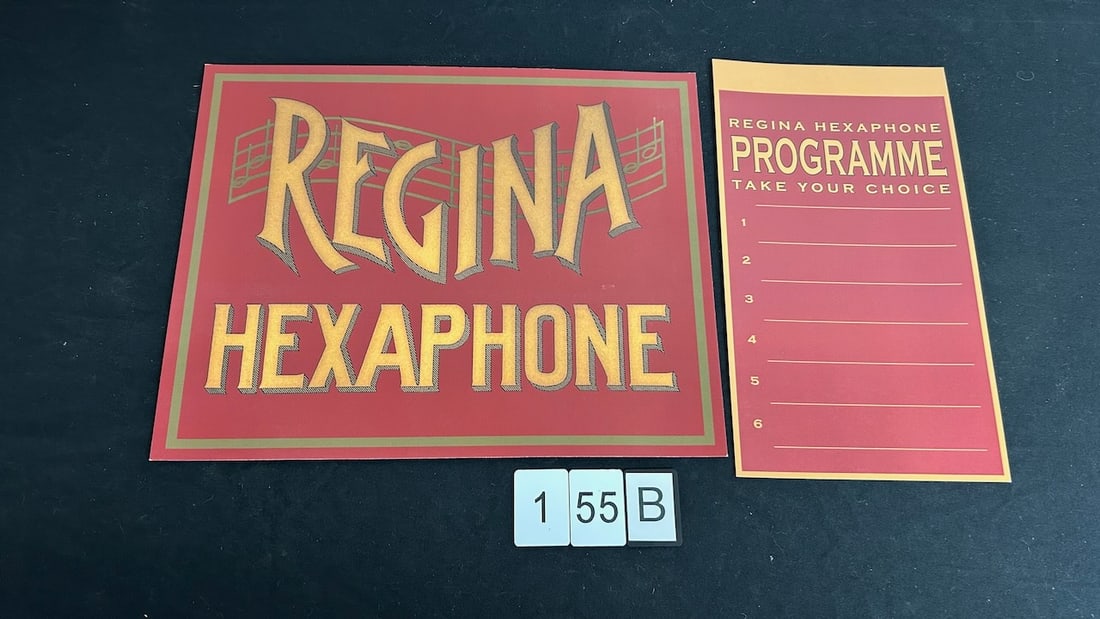 REGINA
HEXAPHONE
REGINA HEXAPHONE
PROGRAMME
TAKE YOUR CHOICE
1
2
3
4
5
6
1 55 B